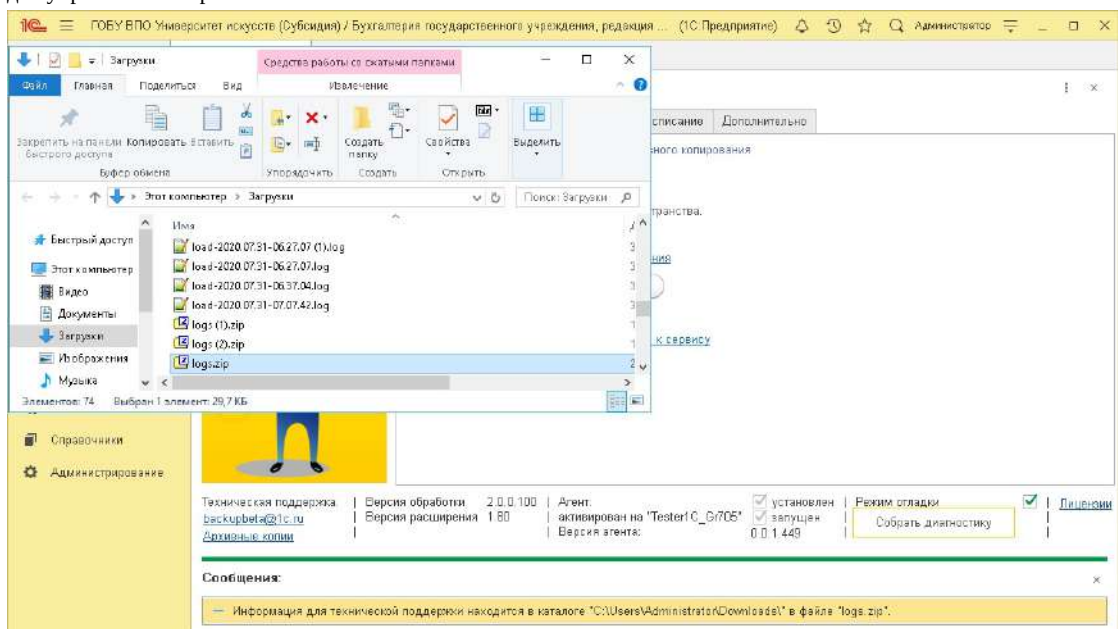 ГОБУ ВПО Университет искусств (Субсидия) / Бухгалтерия государственного учреждения, редакция ... (1С:Предприятие)
Администратор
Загрузки
Средства работы со сжатыми папками
Файл Главная Поделиться Вид Извлечение
списание Дополнительно
Закрепить на панели быстрого доступа
Копировать
Вставить
Создать папку
Свойства
Выделить
Буфер обмена Упорядочить Создать Открыть
ного копирования
Этот компьютер > Загрузки
Поиск: Загрузки
транства.
Имя
Быстрый доступ
Этот компьютер
Видео
Документы
Загрузки
Изображения
Музыка
load-2020.07.31-06.27.07 (1).log
load-2020.07.31-06.27.07.log
load-2020.07.31-06.37.04.log
load-2020.07.31-07.07.42.log
logs (1).zip
logs (2).zip
logs.zip
ния
к сервису
Элементов: 74 Выбран 1 элемент: 29,7 КБ
Справочники
Администрирование
Техническая поддержка
backupbeta@1c.ru
Архивные копии
Версия обработки 2.0.0.100
Версия расширения 1.80
Агент:
активирован на "Tester1C_Gr705"
Версия агента: 0.0.1.449
установлен
запущен
Режим отладки
Собрать диагностику
Лицензии
Сообщения:
— Информация для технической поддержки находится в каталоге "C:\Users\Administrator\Downloads\" в файле "logs.zip".